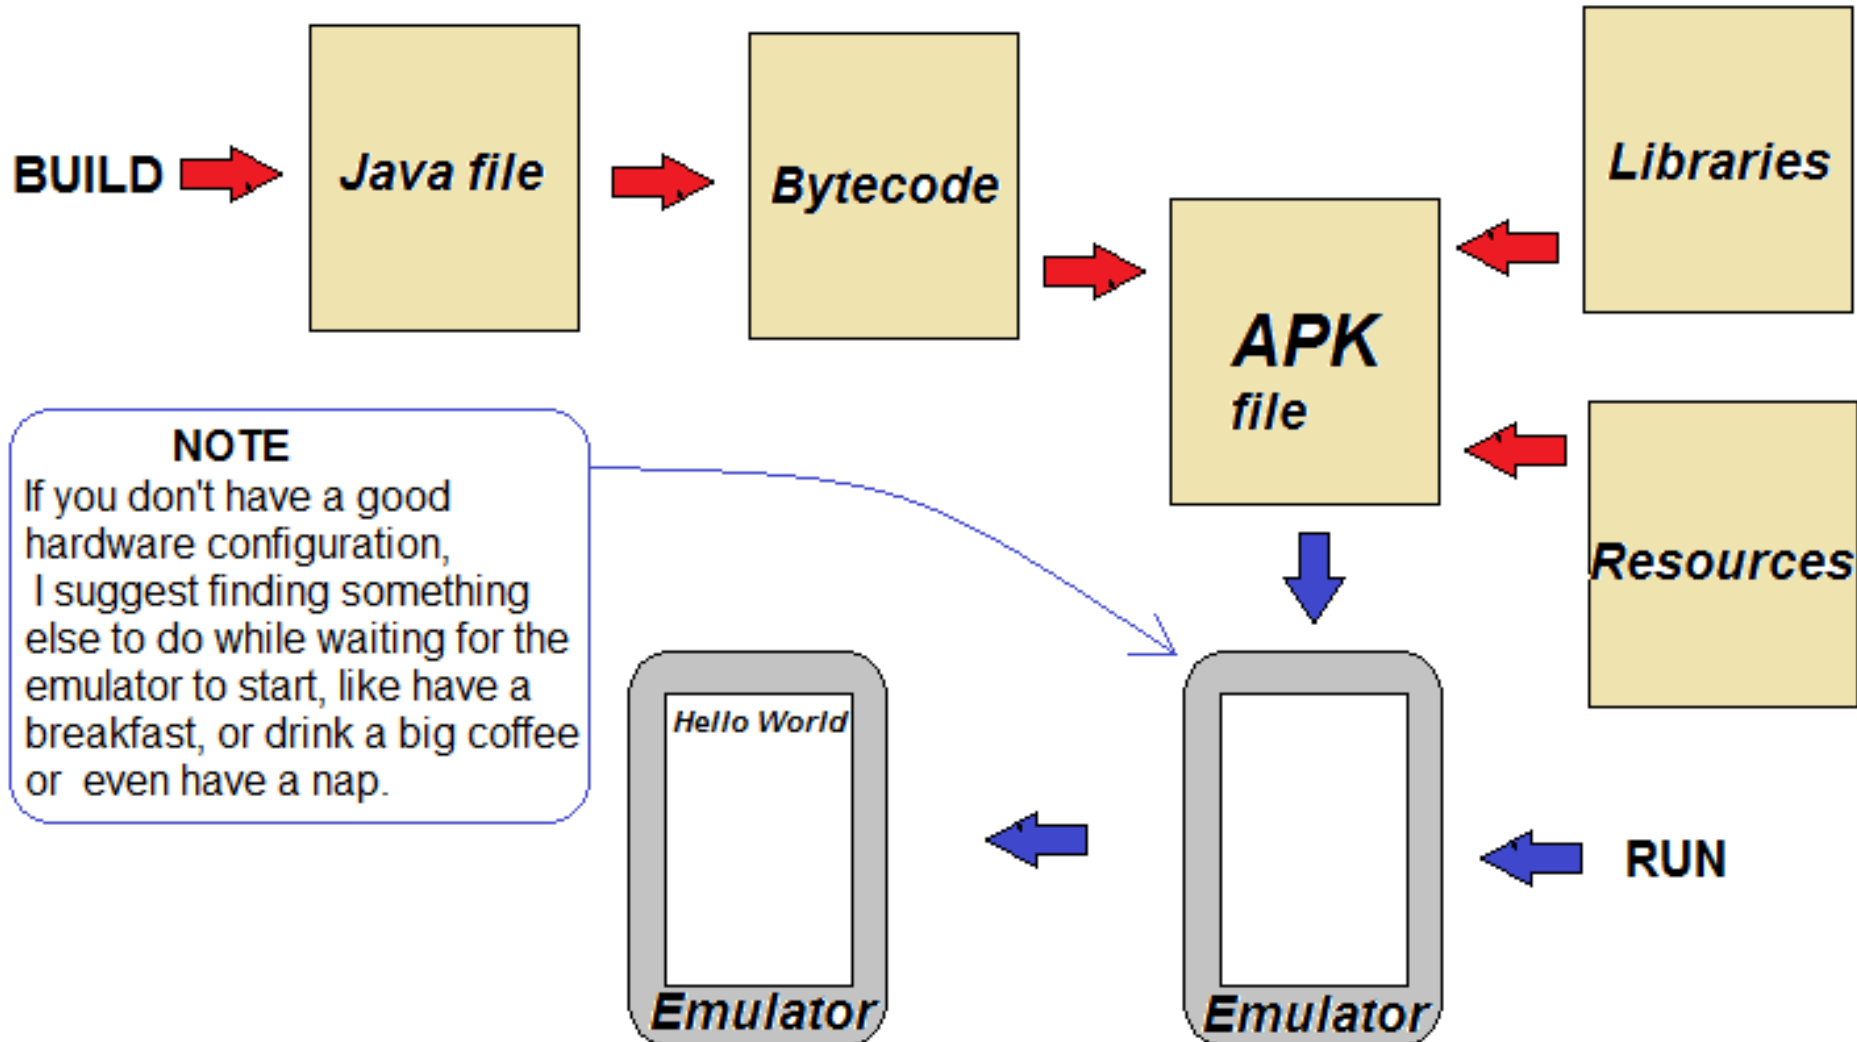 BUILD
Java file
Bytecode
Libraries
APK
file
Resources
NOTE
If you don't have a good
hardware configuration,
I suggest finding something
else to do while waiting for the
emulator to start, like have a
breakfast, or drink a big coffee
or even have a nap.
Hello World
Emulator
Emulator
RUN